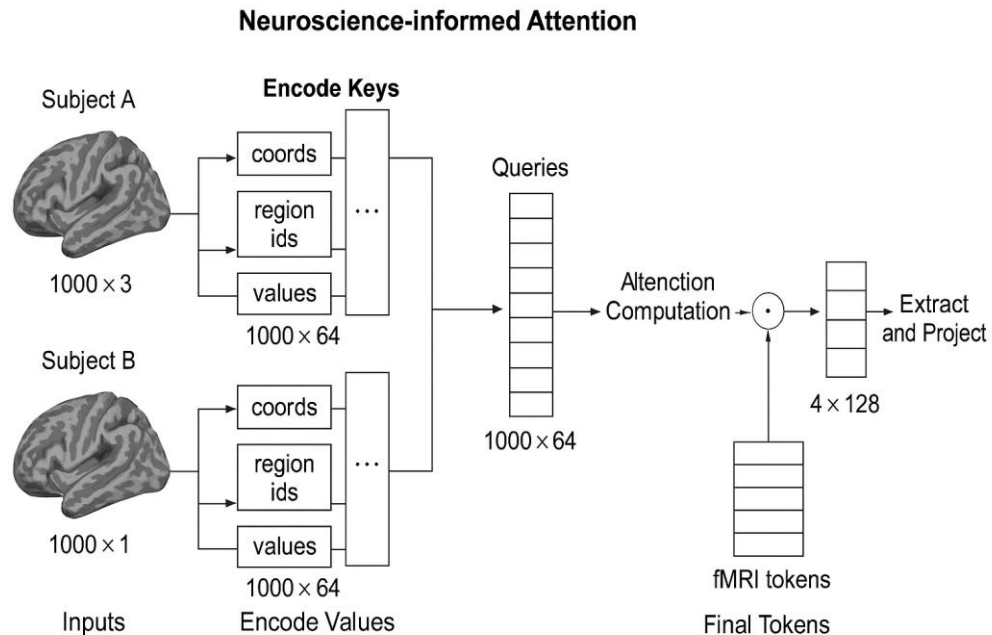 Neuroscience-informed Attention
Subject A
1000 × 3
Encode Keys
coords
region
ids
values
...
1000 × 64
Subject B
1000 × 1
coords
region
ids
values
...
1000 × 64
Queries
1000 × 64
Altenction
Computation
4 × 128
Extract
and Project
fMRI tokens
Inputs
Encode Values
Final Tokens